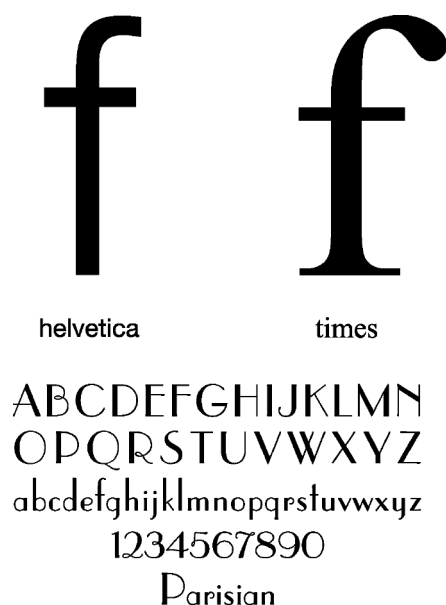 f f
helvetica times
ABCDEFGHIJKLMN
OPQRSTUVWXYZ
abcdefghijklmnopqrstuvwxyz
1234567890
Parisian